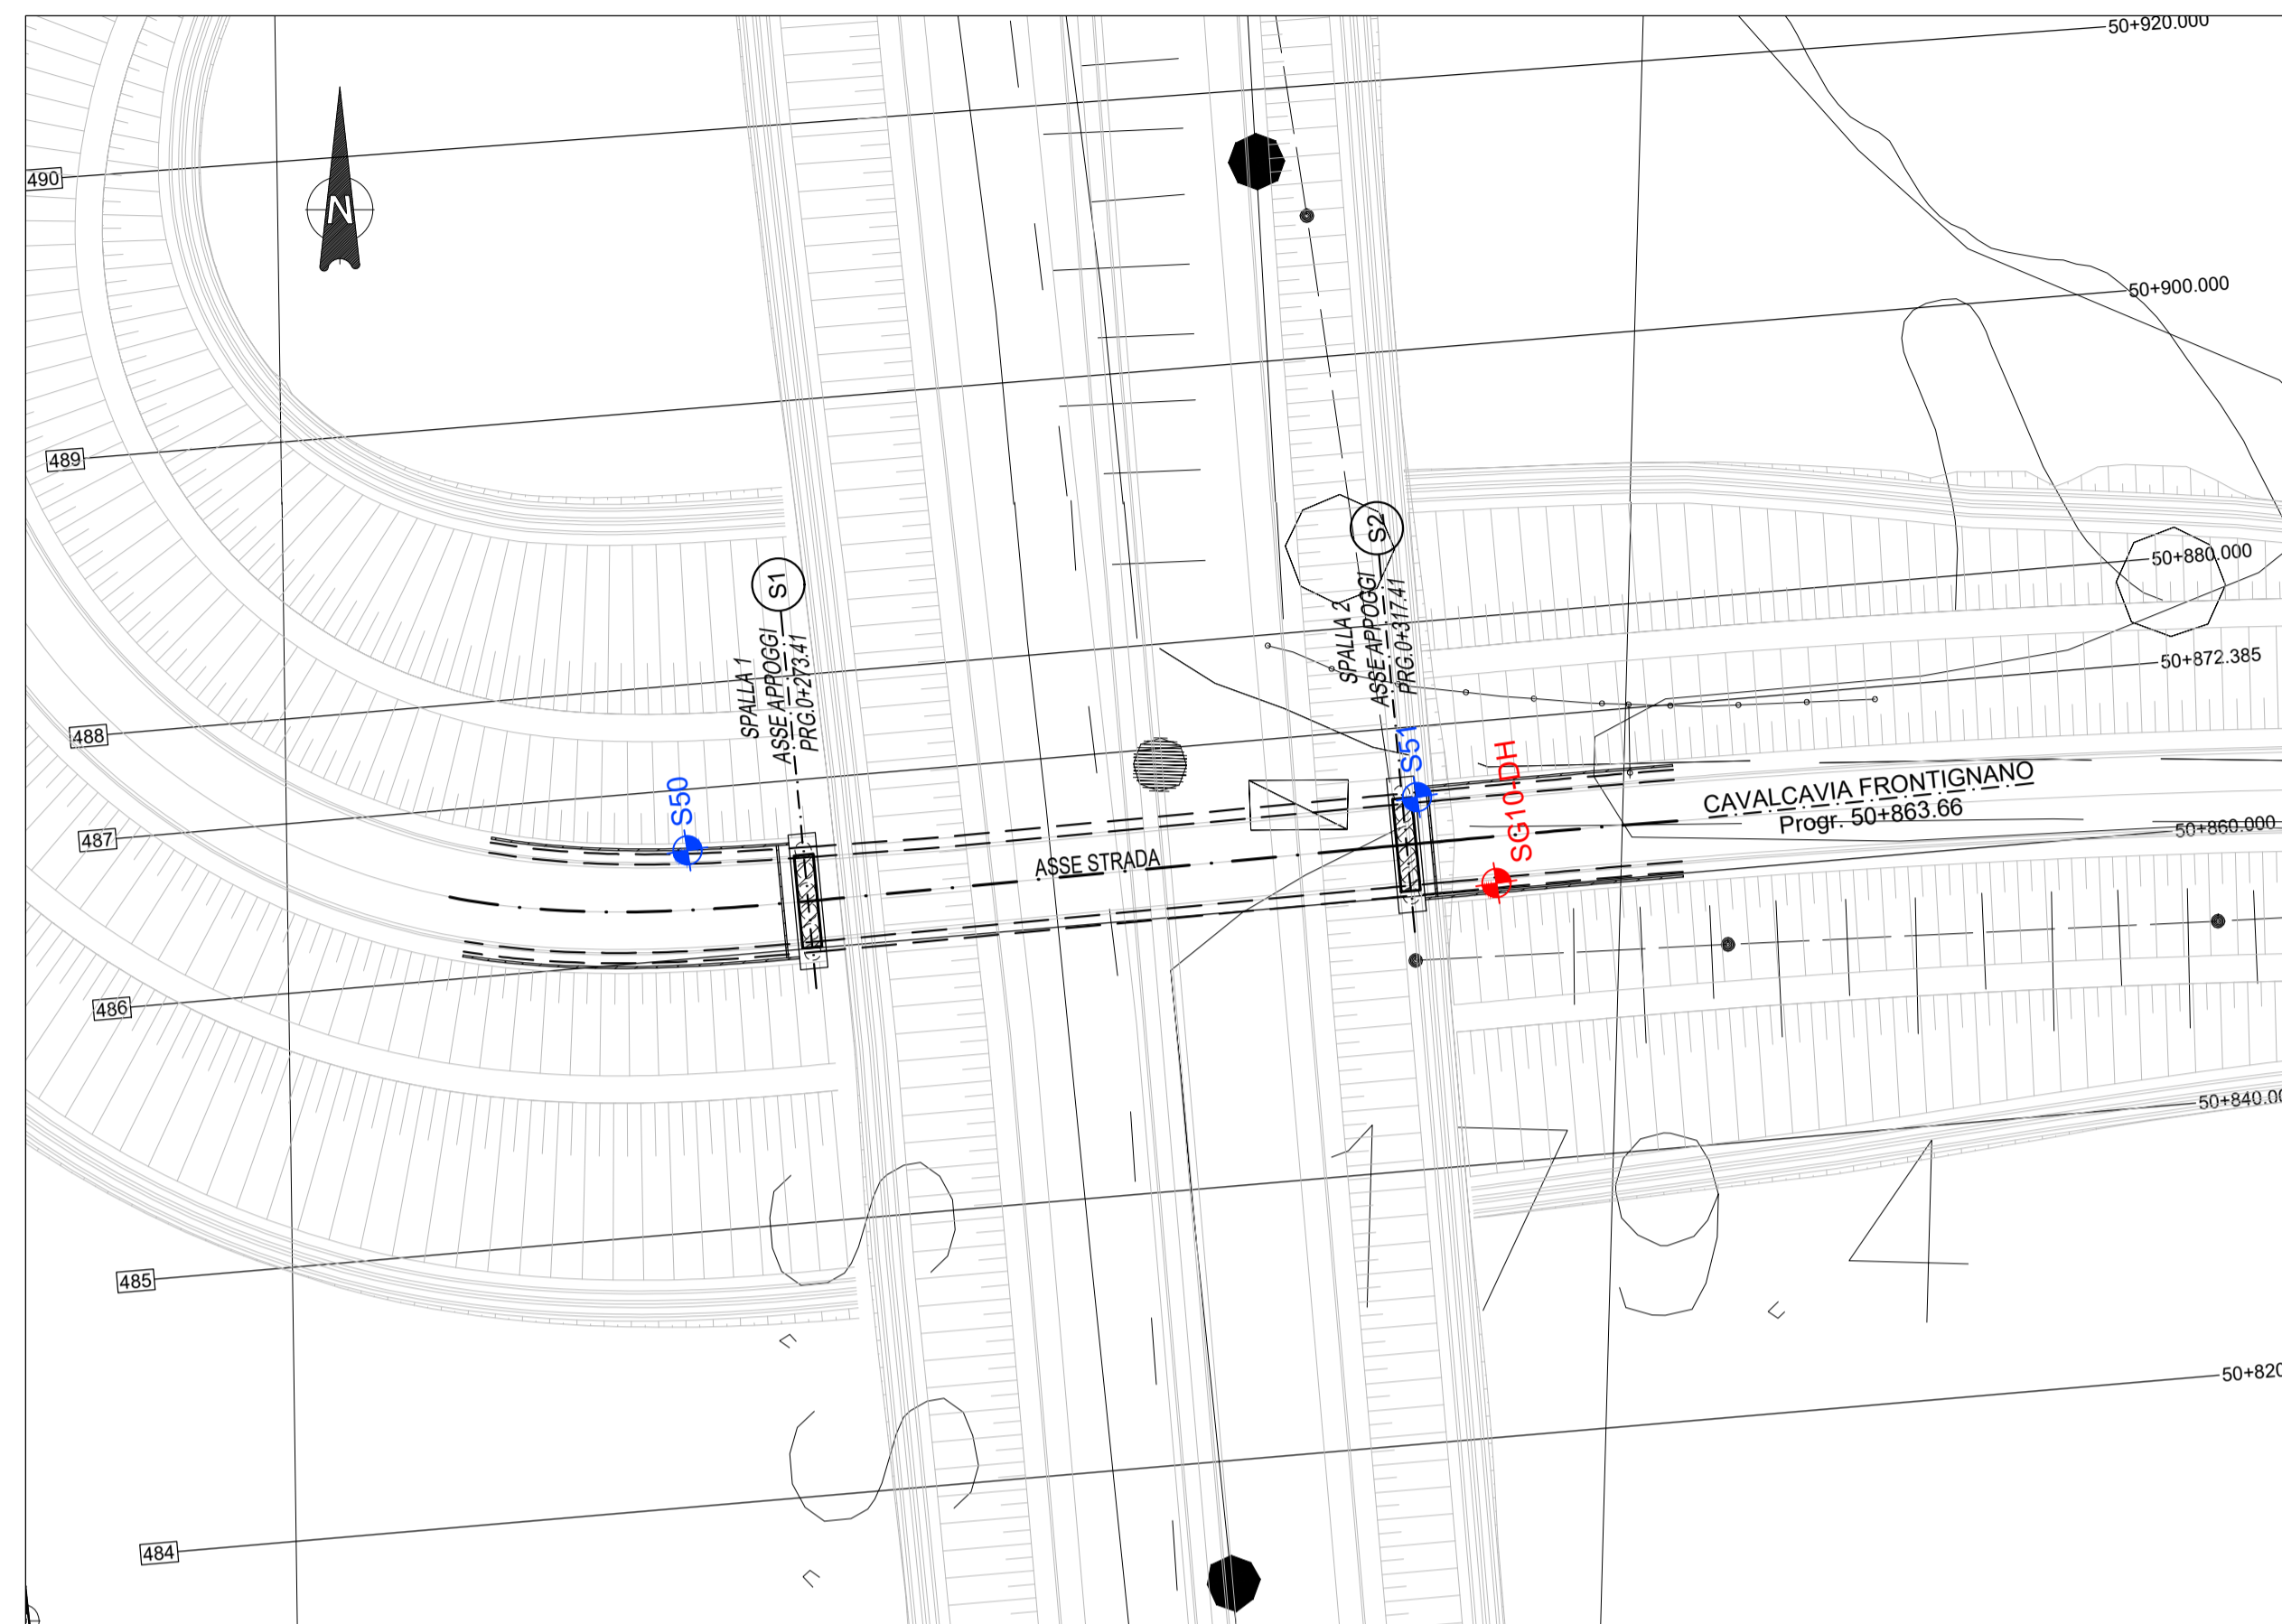 50+920.000
490
N
50+900.000
489
S2
50+880.000
S1
SPALLA 2
ASSE APPOGGI
PRG.0+317.41
SPALLA 1
ASSE APPOGGI
PRG.0+273.41
50+872.385
488
S50
S51
SG10-DH
CAVALCAVIA FRONTIGNANO
Progr. 50+863.66
487
50+860.000
ASSE STRADA
486
50+840.00
485
50+820
484